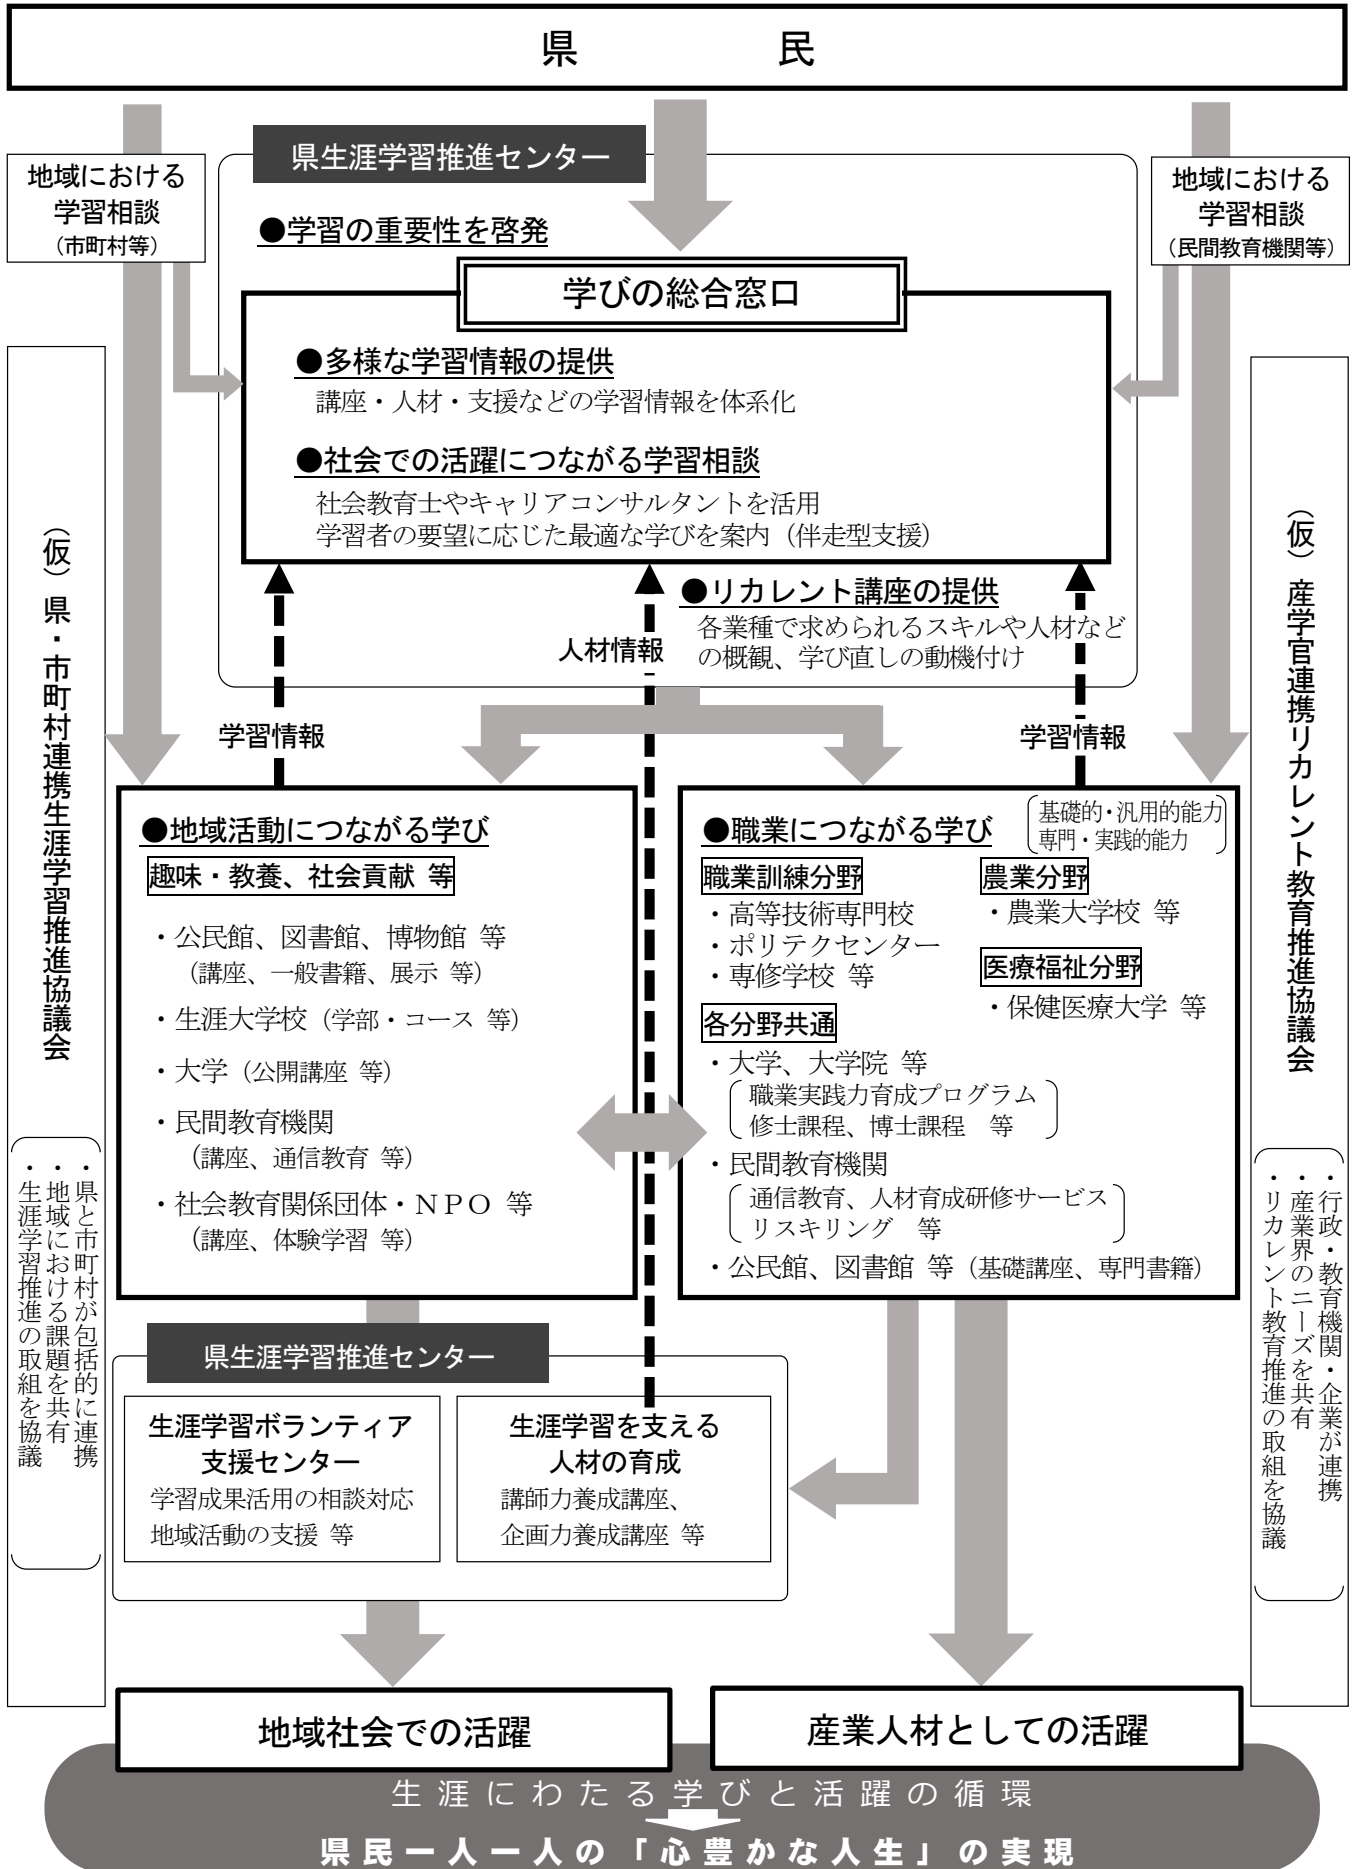 県　民
地域における
学習相談
（市町村等）
県生涯学習推進センター
地域における
学習相談
（民間教育機関等）
●学習の重要性を啓発
学びの総合窓口
●多様な学習情報の提供
講座・人材・支援などの学習情報を体系化
●社会での活躍につながる学習相談
社会教育士やキャリアコンサルタントを活用
学習者の要望に応じた最適な学びを案内（伴走型支援）
●リカレント講座の提供
各業種で求められるスキルや人材など
の概観、学び直しの動機付け
人材情報
学習情報
学習情報
（仮）県・市町村連携生涯学習推進協議会
・県と市町村が包括的に連携
・地域における課題を共有
・生涯学習推進の取組を協議
（仮）産学官連携リカレント教育推進協議会
・行政・教育機関・企業が連携
・産業界のニーズを共有
・リカレント教育推進の取組を協議
●地域活動につながる学び
趣味・教養、社会貢献 等
・公民館、図書館、博物館 等
（講座、一般書籍、展示 等）
・生涯大学校（学部・コース 等）
・大学（公開講座 等）
・民間教育機関
（講座、通信教育 等）
・社会教育関係団体・ＮＰＯ 等
（講座、体験学習 等）
●職業につながる学び
基礎的・汎用的能力
専門・実践的能力
職業訓練分野
・高等技術専門校
・ポリテクセンター
・専修学校 等
農業分野
・農業大学校 等
医療福祉分野
・保健医療大学 等
各分野共通
・大学、大学院 等
職業実践力育成プログラム
修士課程、博士課程 等
・民間教育機関
通信教育、人材育成研修サービス
リスキリング 等
・公民館、図書館 等（基礎講座、専門書籍）
県生涯学習推進センター
生涯学習ボランティア
支援センター
学習成果活用の相談対応
地域活動の支援 等
生涯学習を支える
人材の育成
講師力養成講座、
企画力養成講座 等
地域社会での活躍
産業人材としての活躍
生涯にわたる学びと活躍の循環
県民一人一人の「心豊かな人生」の実現